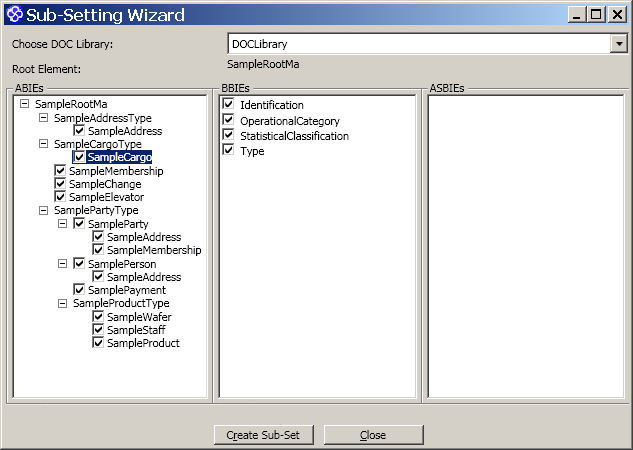 Sub-Setting Wizard
Choose DOC Library:
DOCLibrary
Root Element:
SampleRootMa
ABIEs
SampleRootMa
SampleAddressType
SampleAddress
SampleCargoType
SampleCargo
SampleMembership
SampleChange
SampleElevator
SamplePartyType
SampleParty
SampleAddress
SampleMembership
SamplePerson
SampleAddress
SamplePayment
SampleProductType
SampleWafer
SampleStaff
SampleProduct
BBIEs
Identification
OperationalCategory
StatisticalClassification
Type
ASBIEs
Create Sub-Set
Close